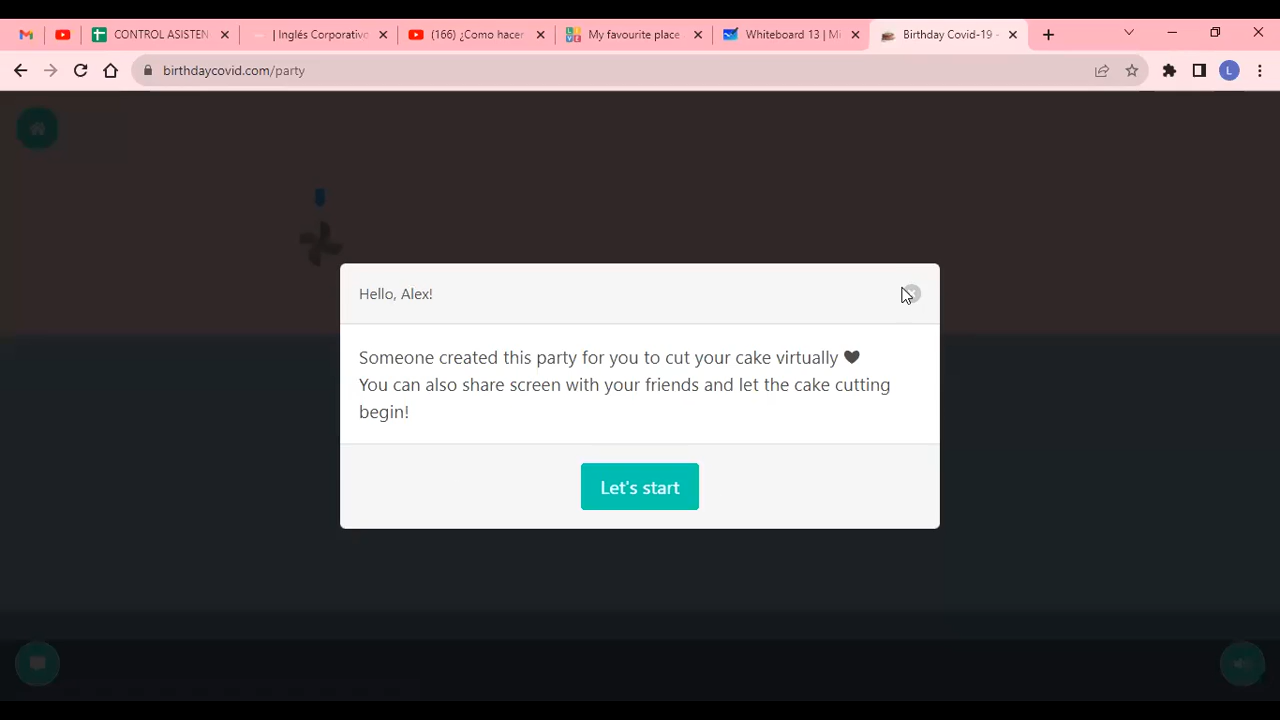 CONTROL ASISTEN
| Inglés Corporativo
(166) ¿Como hacer
My favourite place
Whiteboard 13 | Mi
Birthday Covid-19 -
birthdaycovid.com/party
L
Hello, Alex!
Someone created this party for you to cut your cake virtually
You can also share screen with your friends and let the cake cutting
begin!
Let's start